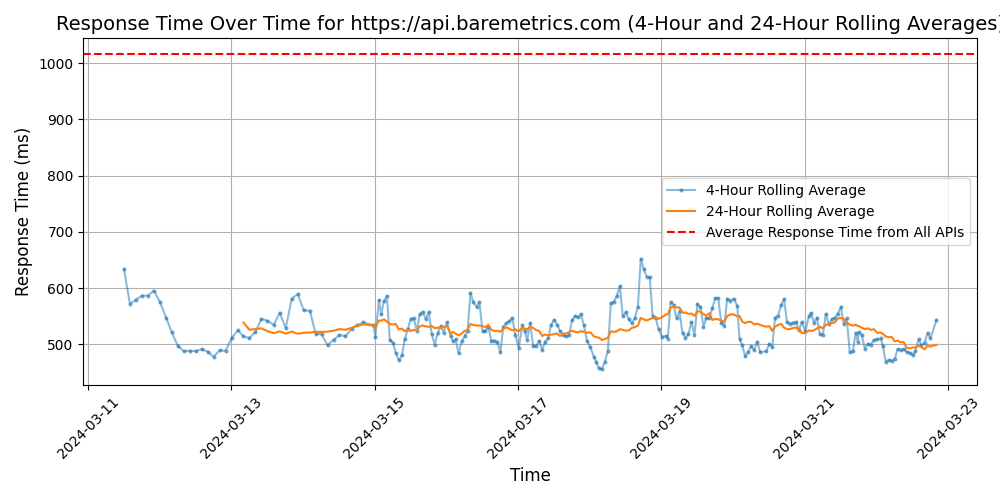 Response Time Over Time for https://api.baremetrics.com (4-Hour and 24-Hour Rolling Averages)
Response Time (ms)
1000
900
800
700
600
500
4-Hour Rolling Average
24-Hour Rolling Average
Average Response Time from All APIs
2024-03-11
2024-03-13
2024-03-15
2024-03-17
2024-03-19
2024-03-21
2024-03-23
Time